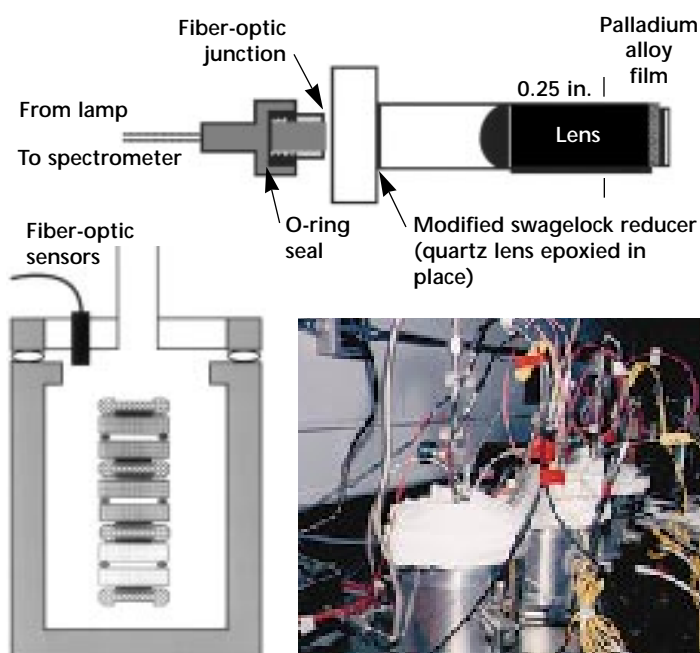 Fiber-optic
junction
Palladium
alloy
film
0.25 in.
From lamp
To spectrometer
Lens
O-ring
seal
Modified swagelock reducer
(quartz lens epoxied in
place)
Fiber-optic
sensors